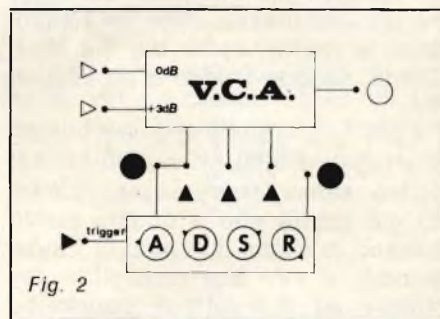 0dB
V.C.A.
+3dB
trigger
A D S R
Fig. 2